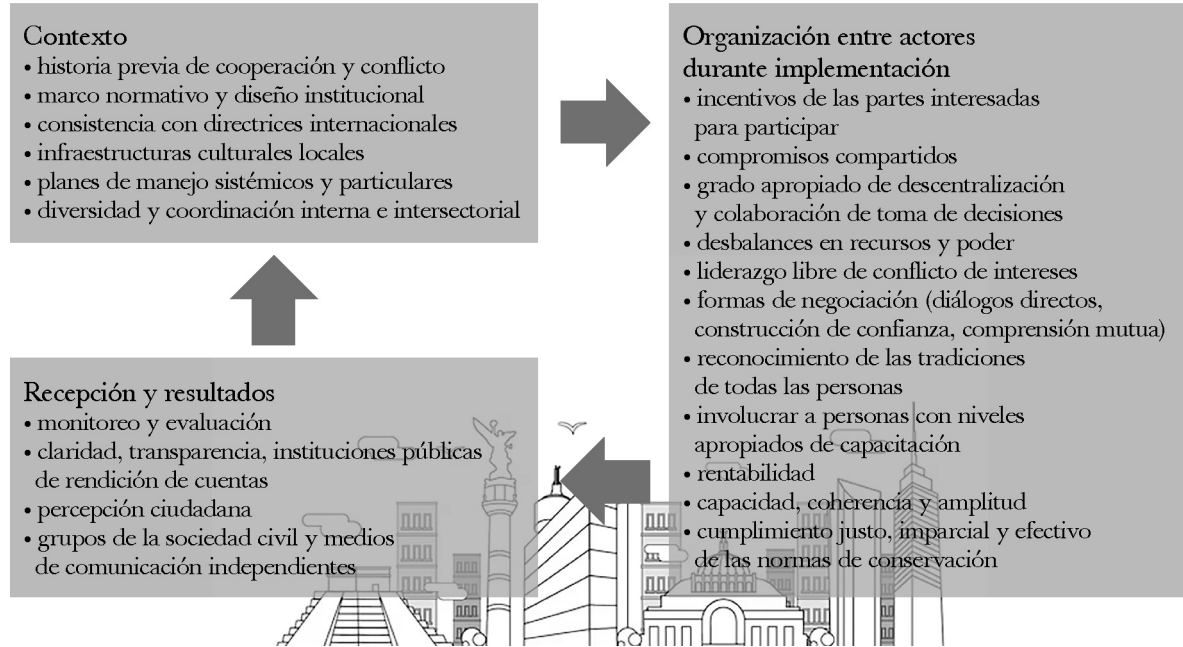 Contexto
• historia previa de cooperación y conflicto
• marco normativo y diseño institucional
• consistencia con directrices internacionales
• infraestructuras culturales locales
• planes de manejo sistémicos y particulares
• diversidad y coordinación interna e intersectorial
Organización entre actores
durante implementación
• incentivos de las partes interesadas
para participar
• compromisos compartidos
• grado apropiado de descentralización
y colaboración de toma de decisiones
• desbalances en recursos y poder
• liderazgo libre de conflicto de intereses
• formas de negociación (diálogos directos,
construcción de confianza, comprensión mutua)
• reconocimiento de las tradiciones
de todas las personas
• involucrar a personas con niveles
apropiados de capacitación
• rentabilidad
• capacidad, coherencia y amplitud
• cumplimiento justo, imparcial y efectivo
de las normas de conservación
Recepción y resultados
• monitoreo y evaluación
• claridad, transparencia, instituciones públicas
de rendición de cuentas
• percepción ciudadana
• grupos de la sociedad civil y medios
de comunicación independientes